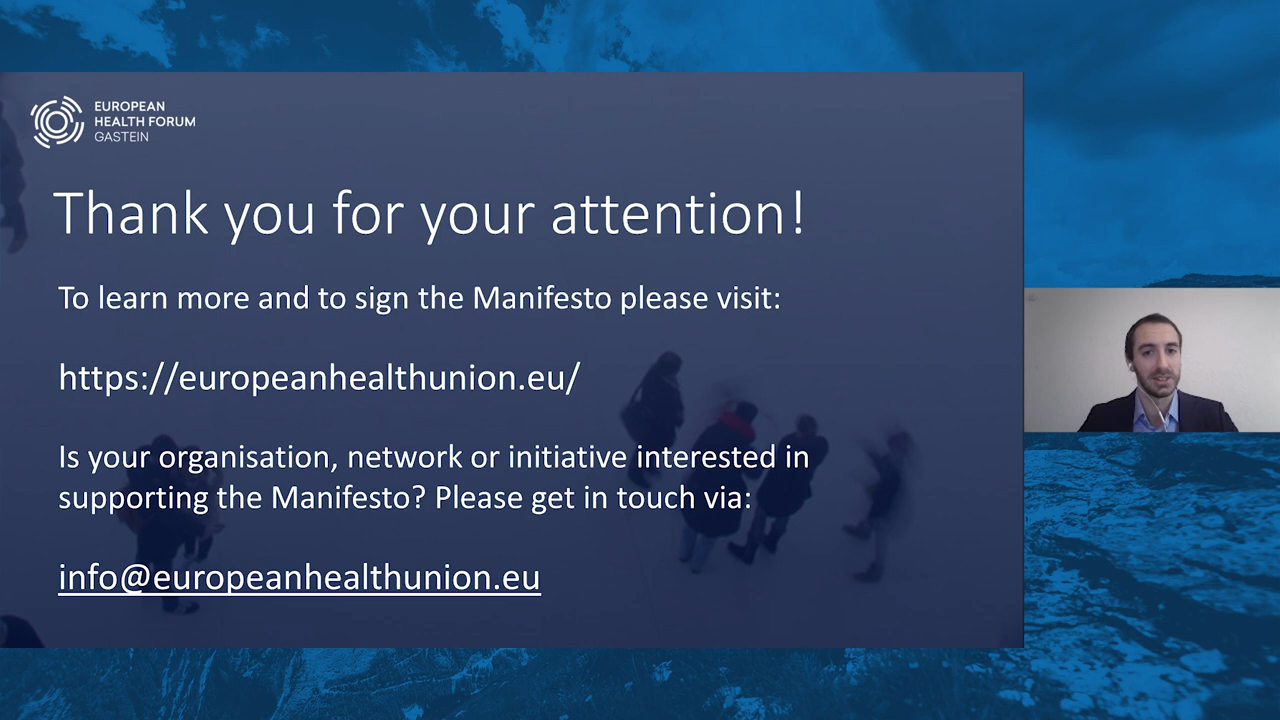 EUROPEAN
HEALTH FORUM
GASTEIN
Thank you for your attention!
To learn more and to sign the Manifesto please visit:
https://europeanhealthunion.eu/
Is your organisation, network or initiative interested in
supporting the Manifesto? Please get in touch via:
info@europeanhealthunion.eu